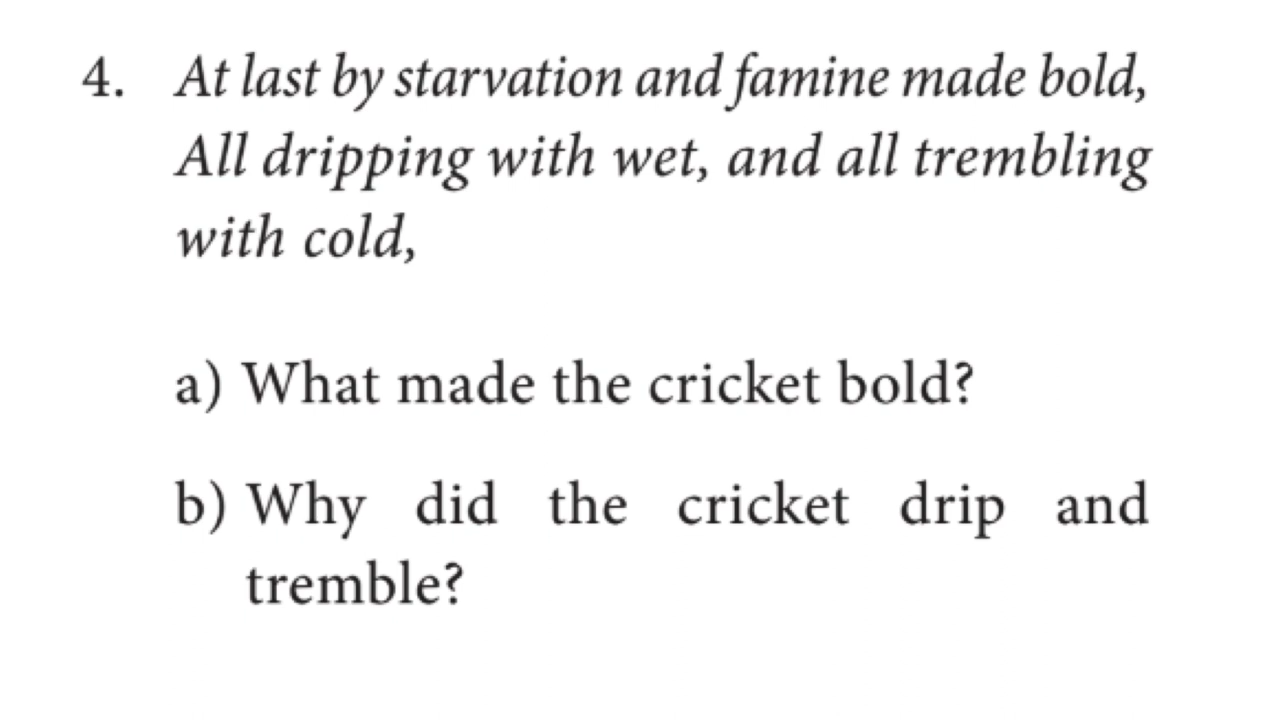 4. At last by starvation and famine made bold,
All dripping with wet, and all trembling
with cold,
a) What made the cricket bold?
b) Why did the cricket drip and
tremble?